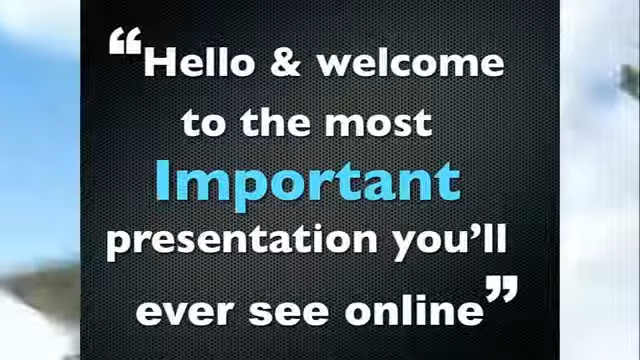 “Hello & welcome
to the most
Important
presentation you’ll
ever see online”